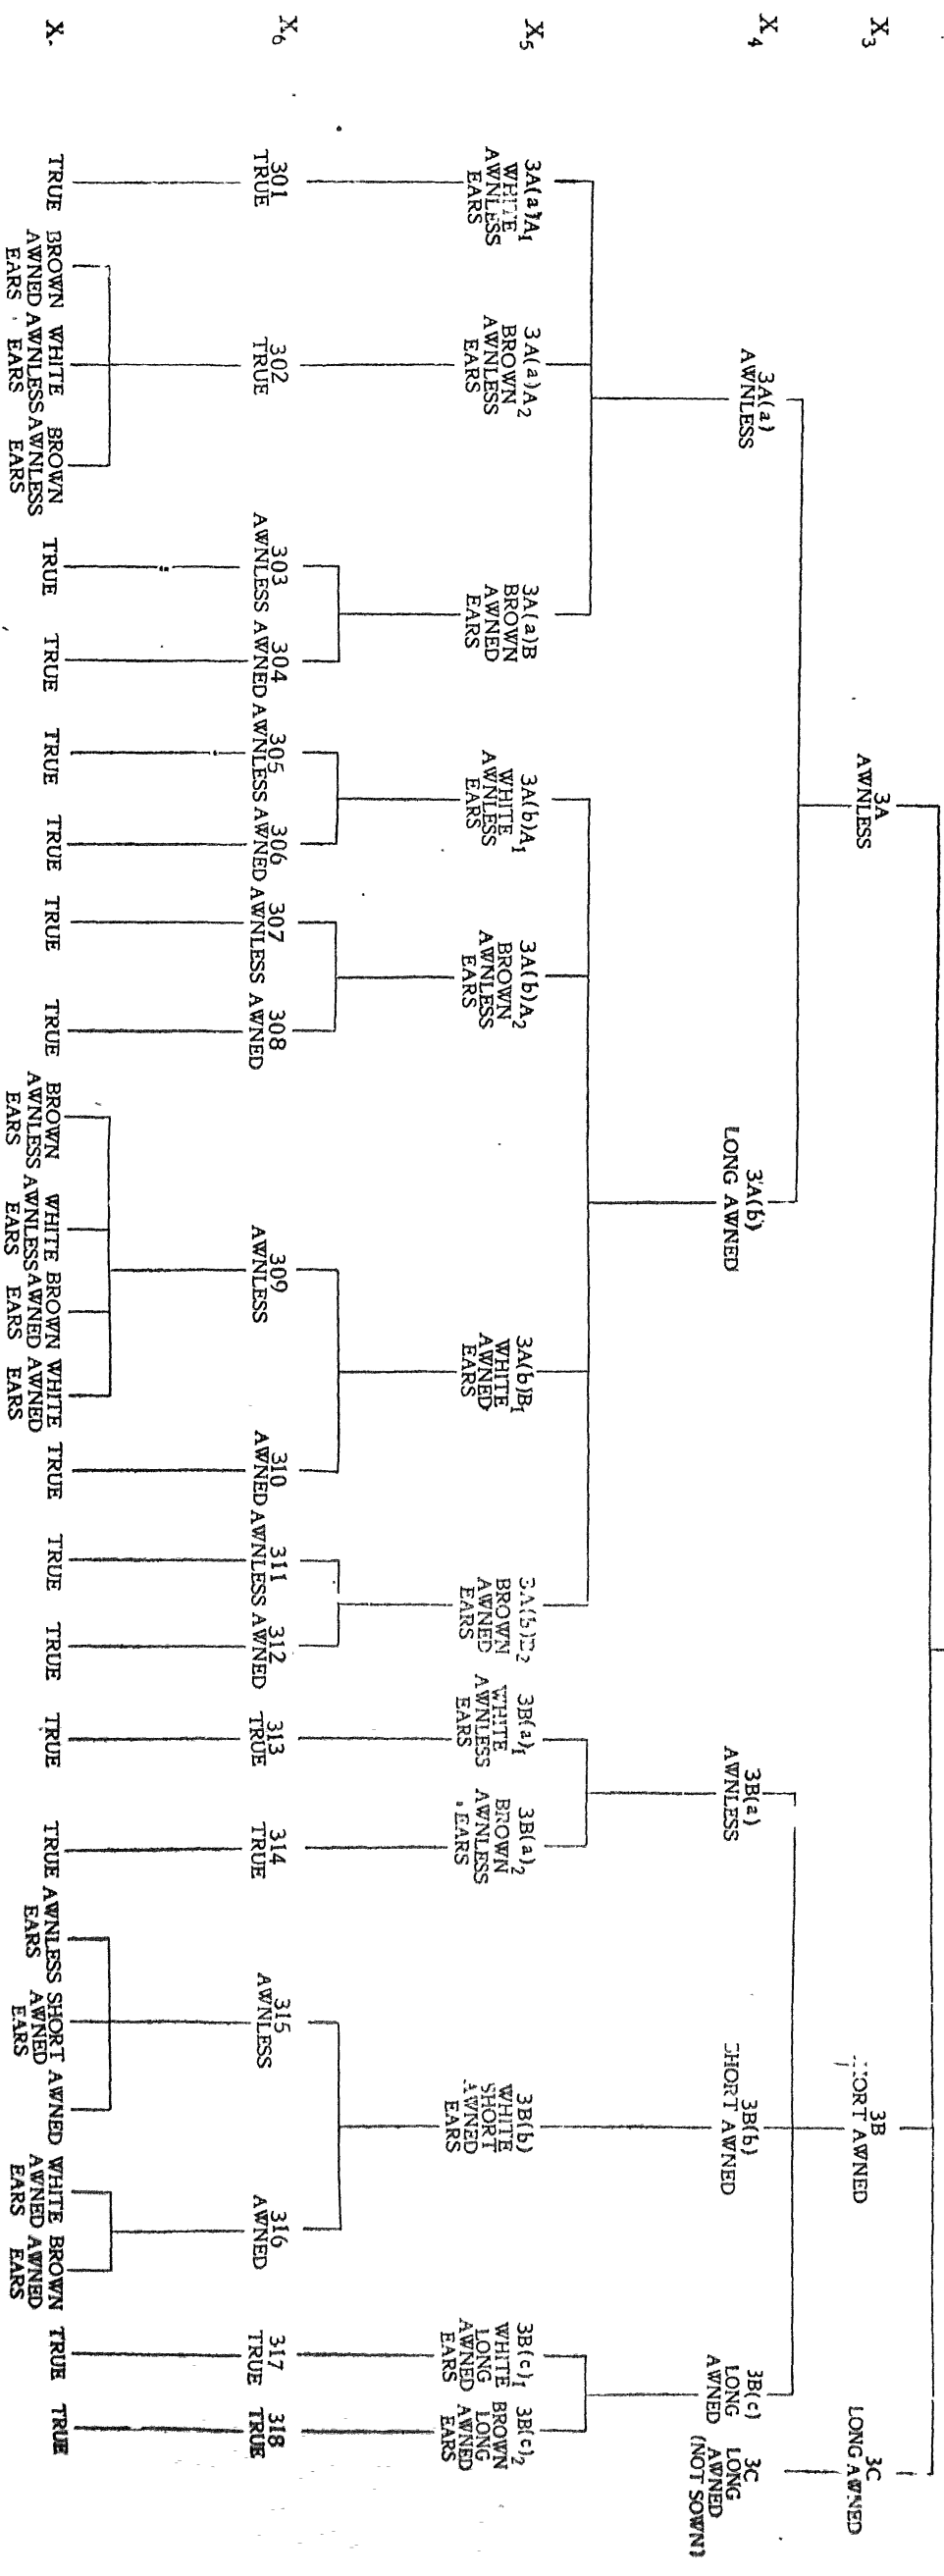 X3
3A
AWNLESS
3B
SHORT AWNED
3C
LONG AWNED
X4
3A(a)
AWNLESS
3A(b)
LONG AWNED
3B(a)
AWNLESS
3B(b)
SHORT AWNED
3B(c)
LONG
AWNED
3C
LONG
AWNED
(NOT SOWN)
X5
3A(a)A1
WHITE
AWNLESS
EARS
3A(a)A2
BROWN
AWNLESS
EARS
3A(a)B
BROWN
AWNED
EARS
3A(b)A1
WHITE
AWNLESS
EARS
3A(b)A2
BROWN
AWNLESS
EARS
3A(b)B1
WHITE
AWNED
EARS
3A(b)B2
BROWN
AWNED
EARS
3B(a)1
WHITE
AWNLESS
EARS
3B(a)2
BROWN
AWNLESS
EARS
3B(b)
WHITE
SHORT
AWNED
EARS
3B(c)1
WHITE
LONG
AWNED
EARS
3B(c)2
BROWN
LONG
AWNED
EARS
X6
301
TRUE
302
TRUE
303
AWNLESS
304
AWNED
305
AWNLESS
306
AWNED
307
AWNLESS
308
AWNED
309
AWNLESS
310
AWNED
311
AWNLESS
312
AWNED
313
TRUE
314
TRUE
315
AWNLESS
316
AWNED
317
TRUE
318
TRUE
X
TRUE
BROWN
AWNED
EARS
WHITE
AWNLESS
EARS
BROWN
AWNLESS
EARS
TRUE
TRUE
TRUE
TRUE
TRUE
TRUE
BROWN
AWNLESS
EARS
WHITE
AWNLESS
EARS
BROWN
AWNED
EARS
WHITE
AWNED
EARS
TRUE
TRUE
TRUE
TRUE
TRUE
AWNLESS
EARS
SHORT
AWNED
EARS
AWNED
WHITE
AWNED
EARS
BROWN
AWNED
EARS
TRUE
TRUE